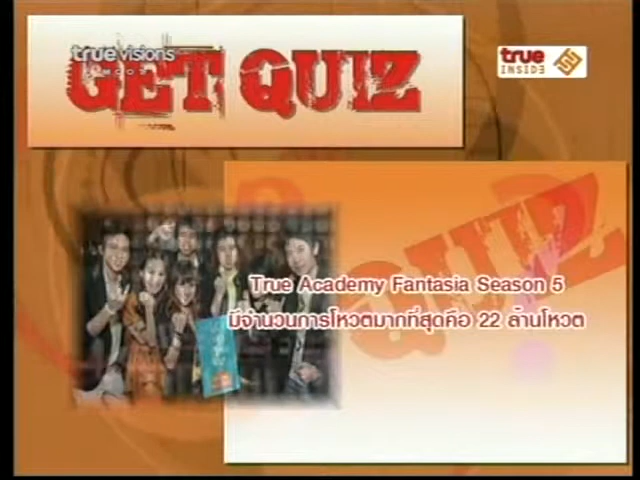 true visions
GET QUIZ
true
INSIDE
QUIZ
True Academy Fantasia Season 5
มีจำนวนการโหวตมากที่สุดคือ 22 ล้านโหวต